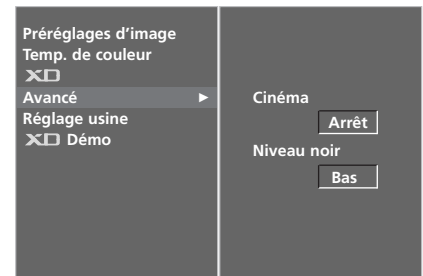 Préréglages d'image
Temp. de couleur
XD
Avancé ►
Réglage usine
XD Démo
Cinéma
Arrêt
Niveau noir
Bas